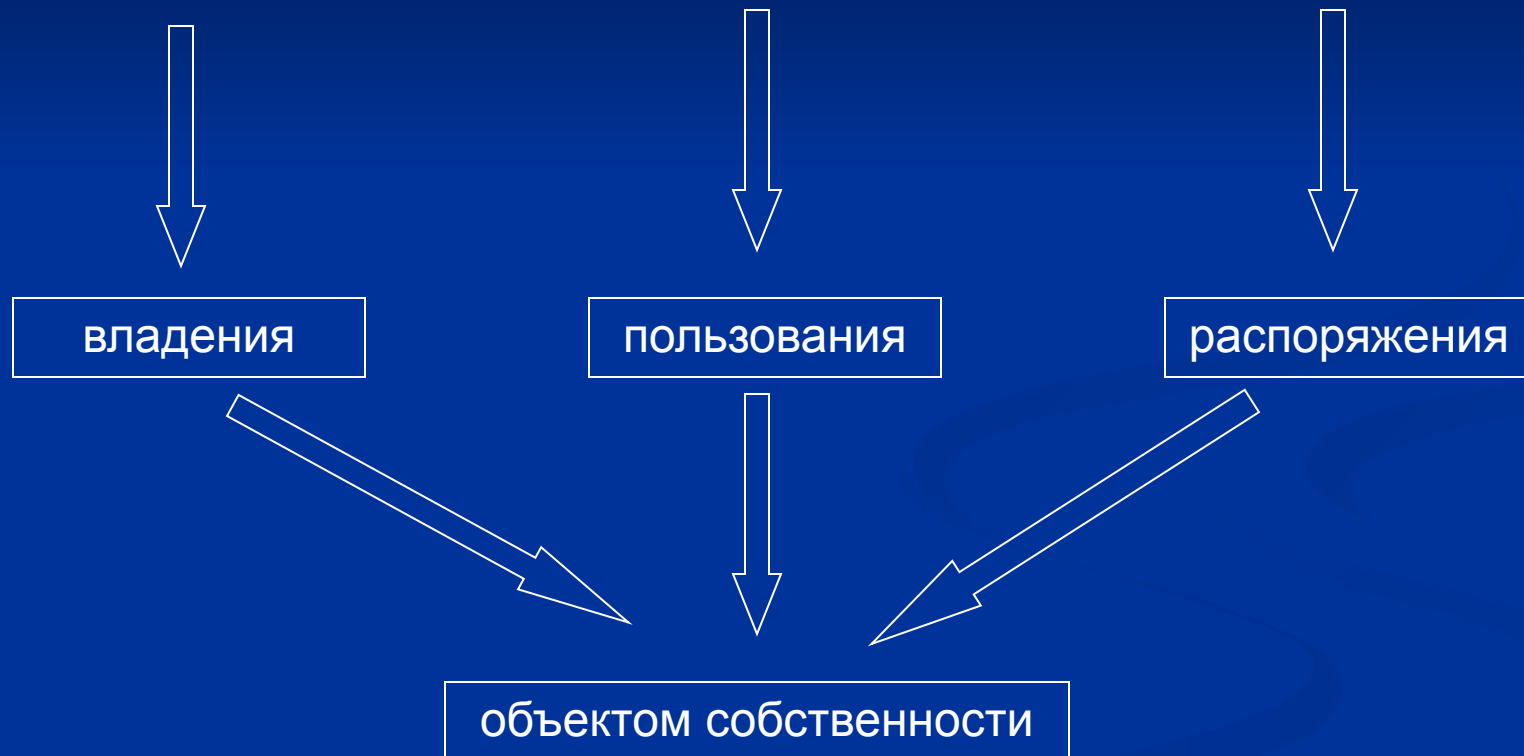 владения
пользования
распоряжения
объектом собственности